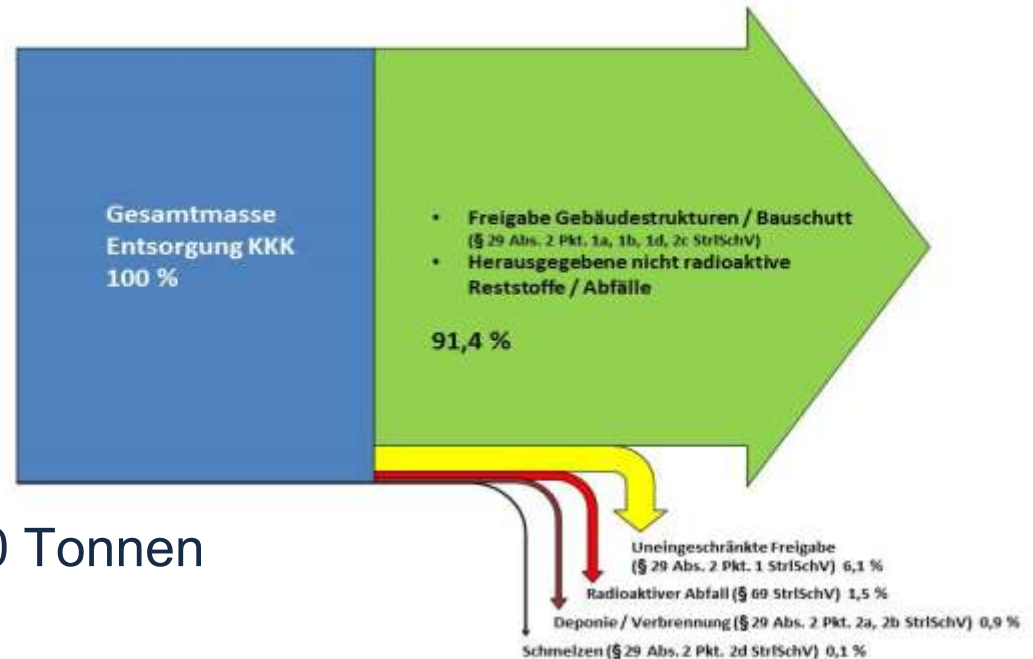 Gesamtmasse
Entsorgung KKK
100 %
• Freigabe Gebäudestrukturen / Bauschutt
(§ 29 Abs. 2 Pkt. 1a, 1b, 1d, 2c StrlSchV)
• Herausgegebene nicht radioaktive
Reststoffe / Abfälle
91,4 %
0 Tonnen
Uneingeschränkte Freigabe
(§ 29 Abs. 2 Pkt. 1 StrlSchV) 6,1 %
Radioaktiver Abfall (§ 69 StrlSchV) 1,5 %
Deponie / Verbrennung (§ 29 Abs. 2 Pkt. 2a, 2b StrlSchV) 0,9 %
Schmelzen (§ 29 Abs. 2 Pkt. 2d StrlSchV) 0,1 %